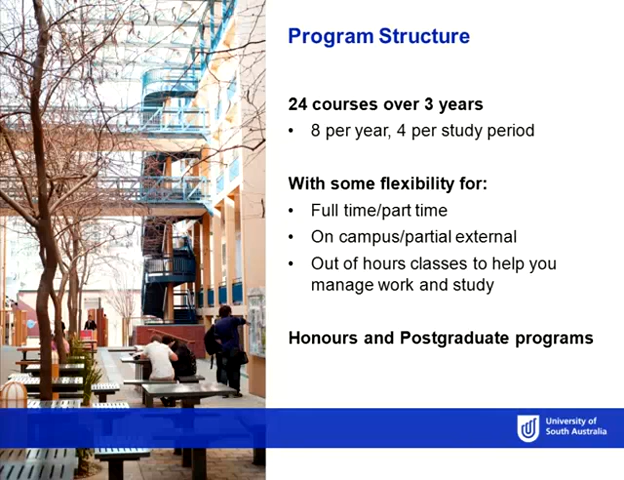 Program Structure
24 courses over 3 years
• 8 per year, 4 per study period
With some flexibility for:
• Full time/part time
• On campus/partial external
• Out of hours classes to help you
manage work and study
Honours and Postgraduate programs
University of
South Australia